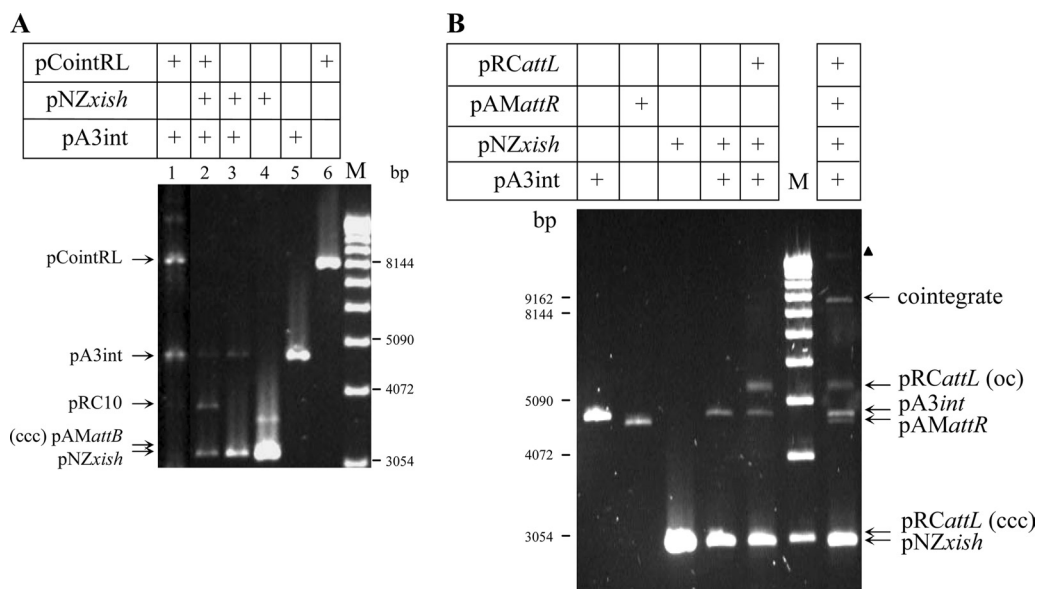 A
pCointRL + + +
pNZxish + + +
pA3int + + + +
1 2 3 4 5 6 M bp
pCointRL
8144
5090
pA3int
4072
pRC10
(ccc) pAMattB
pNZxish
3054
B
pRCattL + +
pAMattR + +
pNZxish + + + +
pA3int + + + M +
bp
9162
cointegrate
8144
pRCattL (oc)
5090
pA3int
pAMattR
4072
pRCattL (ccc)
3054
pNZxish